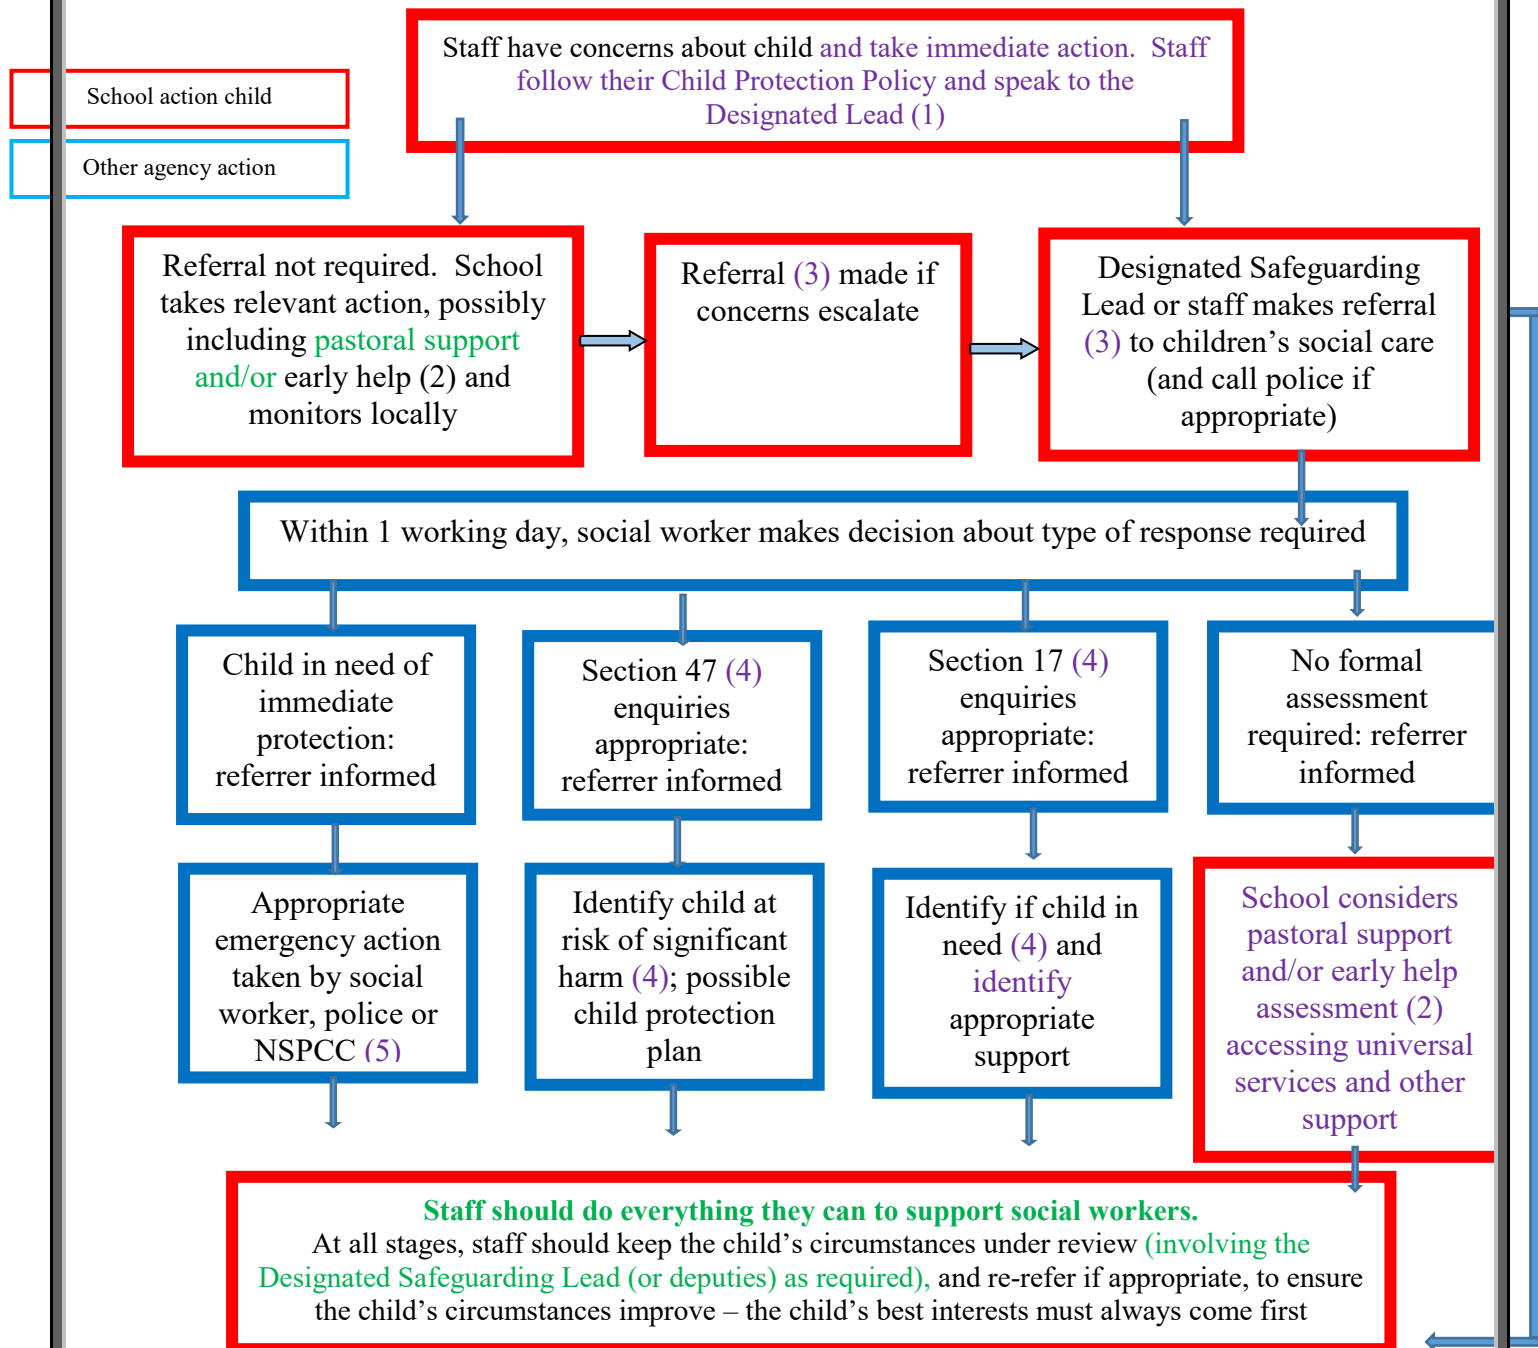 Staff have concerns about child and take immediate action.  Staff
follow their Child Protection Policy and speak to the
Designated Lead (1)
School action child
Other agency action
Referral not required.  School
takes relevant action, possibly
including pastoral support
and/or early help (2) and
monitors locally
Referral (3) made if
concerns escalate
Designated Safeguarding
Lead or staff makes referral
(3) to children’s social care
(and call police if
appropriate)
Within 1 working day, social worker makes decision about type of response required
Child in need of
immediate
protection:
referrer informed
Section 47 (4)
enquiries
appropriate:
referrer informed
Section 17 (4)
enquiries
appropriate:
referrer informed
No formal
assessment
required: referrer
informed
Appropriate
emergency action
taken by social
worker, police or
NSPCC (5)
Identify child at
risk of significant
harm (4); possible
child protection
plan
Identify if child in
need (4) and
identify
appropriate
support
School considers
pastoral support
and/or early help
assessment (2)
accessing universal
services and other
support
Staff should do everything they can to support social workers.
At all stages, staff should keep the child’s circumstances under review (involving the
Designated Safeguarding Lead (or deputies) as required), and re-refer if appropriate, to ensure
the child’s circumstances improve – the child’s best interests must always come first